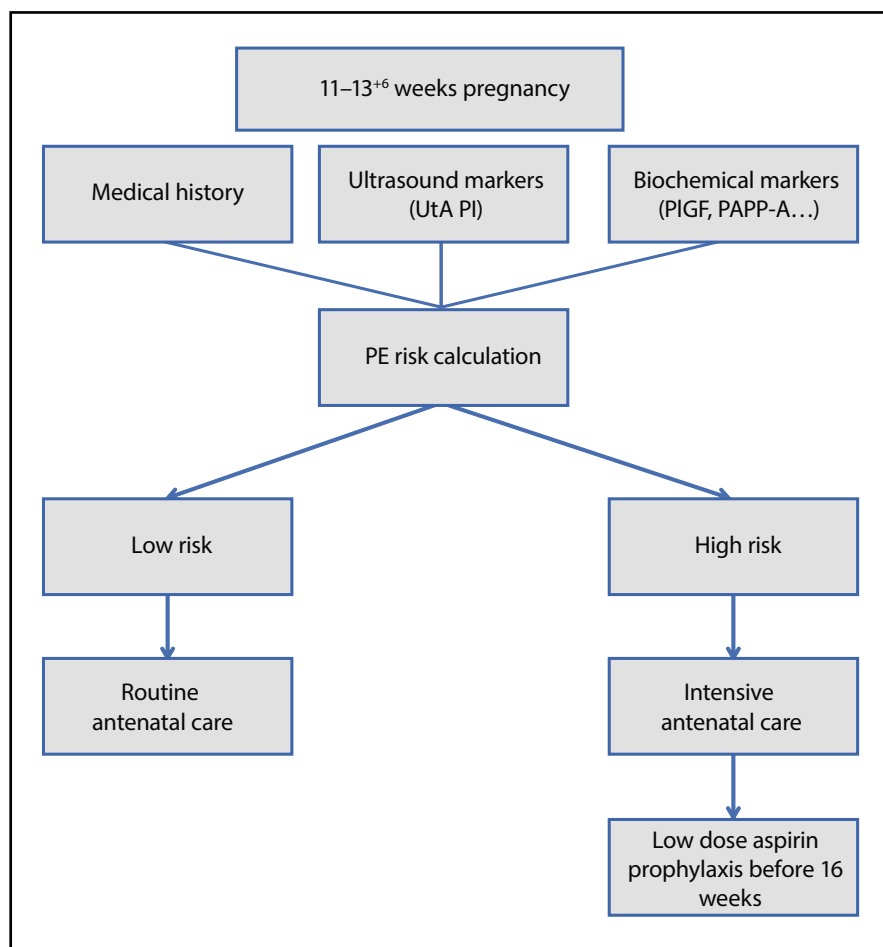 11–13⁺⁶ weeks pregnancy
Medical history
Ultrasound markers
(UtA PI)
Biochemical markers
(PlGF, PAPP-A…)
PE risk calculation
Low risk
High risk
Routine
antenatal care
Intensive
antenatal care
Low dose aspirin
prophylaxis before 16
weeks